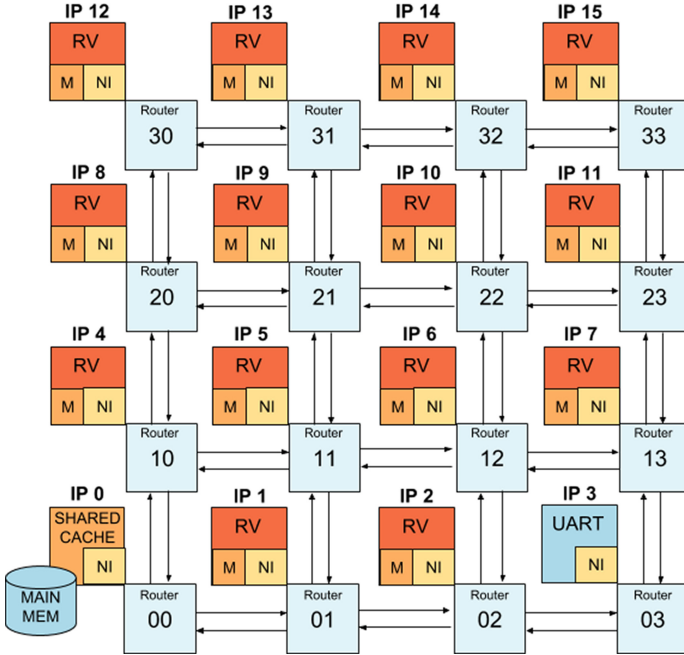 IP 12 IP 13 IP 14 IP 15
RV RV RV RV
M NI M NI M NI M NI
Router Router Router Router
30 31 32 33
IP 8 IP 9 IP 10 IP 11
RV RV RV RV
M NI M NI M NI M NI
Router Router Router Router
20 21 22 23
IP 4 IP 5 IP 6 IP 7
RV RV RV RV
M NI M NI M NI M NI
Router Router Router Router
10 11 12 13
IP 0 IP 1 IP 2 IP 3
SHARED
CACHE RV RV UART
NI M NI M NI NI
MAIN
MEM
Router Router Router Router
00 01 02 03